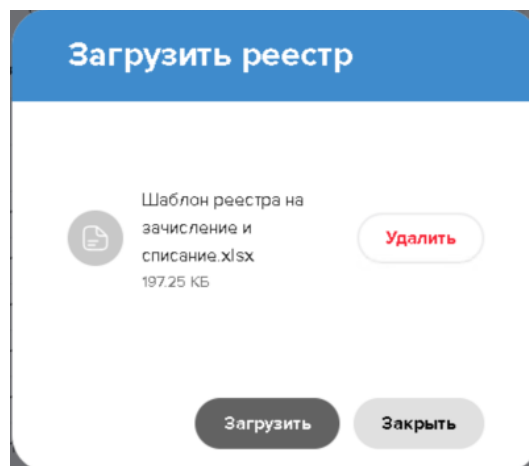 Загрузить реестр
Шаблон реестра на
зачисление и
списание.xlsx
197.25 КБ
Удалить
Загрузить
Закрыть